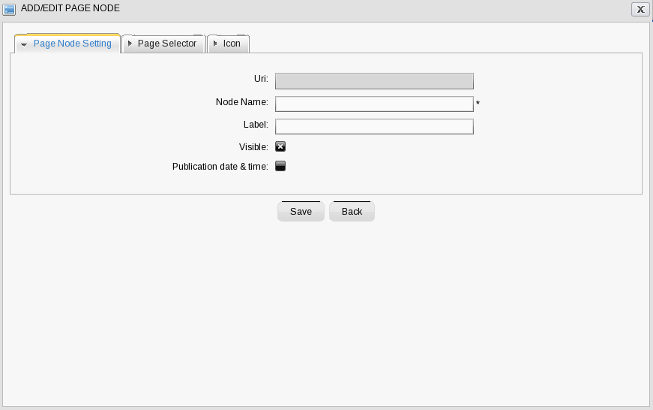 ADD/EDIT PAGE NODE
Page Node Setting Page Selector Icon
Uri:
Node Name: *
Label:
Visible:
Publication date & time:
Save Back